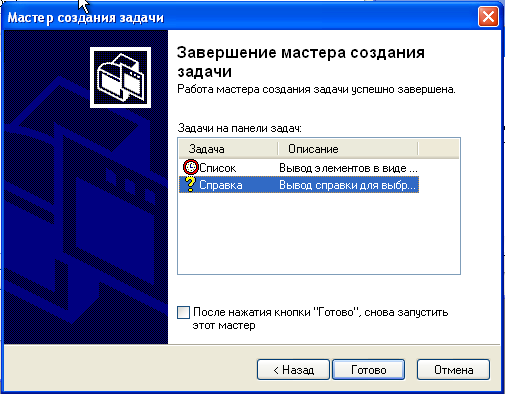 Мастер создания задачи
Завершение мастера создания
задачи
Работа мастера создания задачи успешно завершена.
Задачи на панели задач:
Задача Описание
Список Вывод элементов в виде ...
Справка Вывод справки для выбр...
После нажатия кнопки "Готово", снова запустить
этот мастер
< Назад Готово Отмена